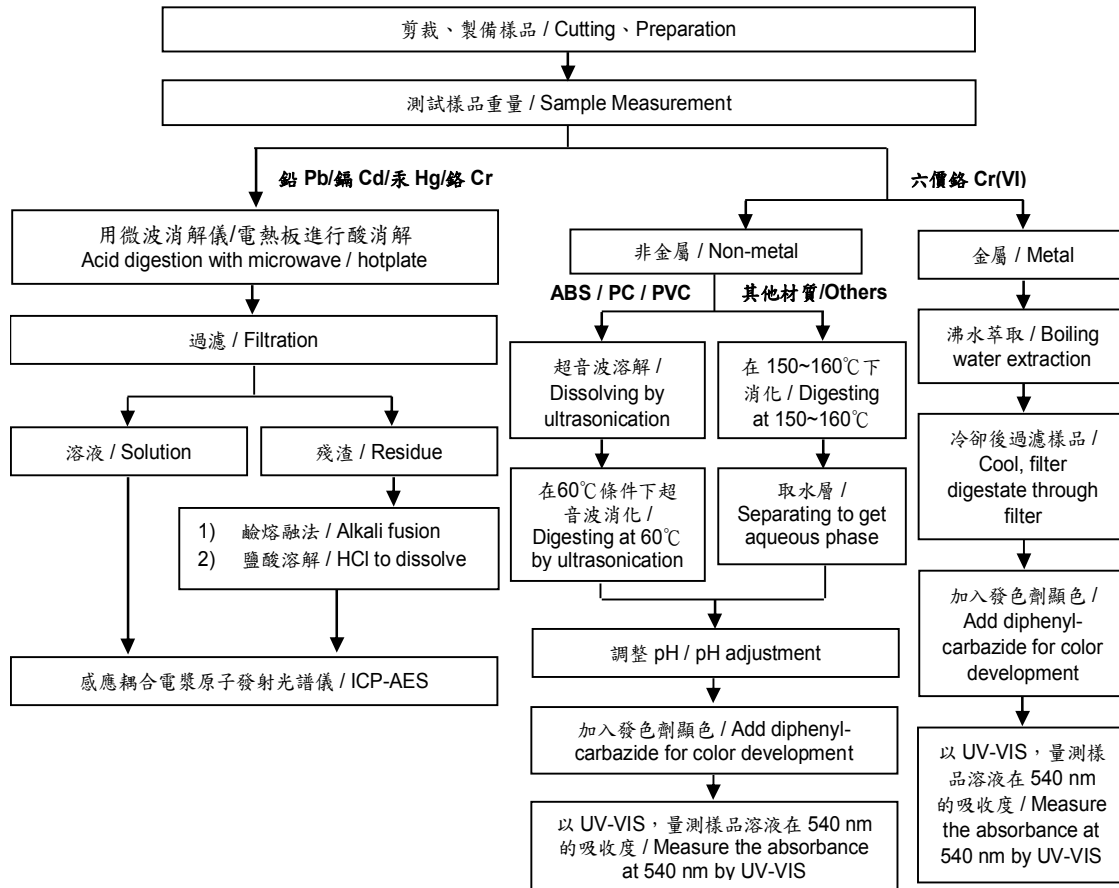 剪裁、製備樣品 / Cutting、Preparation
測試樣品重量 / Sample Measurement
鉛 Pb/鎘 Cd/汞 Hg/鉻 Cr
用微波消解儀/電熱板進行酸消解
Acid digestion with microwave / hotplate
過濾 / Filtration
溶液 / Solution
殘渣 / Residue
1) 鹼熔融法 / Alkali fusion
2) 鹽酸溶解 / HCl to dissolve
感應耦合電漿原子發射光譜儀 / ICP-AES
六價鉻 Cr(VI)
非金屬 / Non-metal
ABS / PC / PVC
超音波溶解 /
Dissolving by
ultrasonication
在60℃條件下超
音波消化 /
Digesting at 60℃
by ultrasonication
其他材質/Others
在 150~160℃下
消化 / Digesting
at 150~160℃
取水層 /
Separating to get
aqueous phase
調整 pH / pH adjustment
加入發色劑顯色 / Add diphenyl-
carbazide for color development
以 UV-VIS，量測樣品溶液在 540 nm
的吸收度 / Measure the absorbance
at 540 nm by UV-VIS
金屬 / Metal
沸水萃取 / Boiling
water extraction
冷卻後過濾樣品 /
Cool, filter
digestate through
filter
加入發色劑顯色 /
Add diphenyl-
carbazide for color
development
以 UV-VIS，量測樣
品溶液在 540 nm
的吸收度 / Measure
the absorbance at
540 nm by UV-VIS